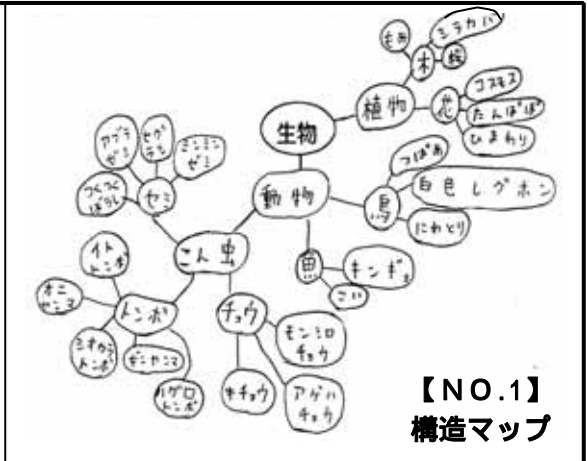 生物
植物
木
もみ
シラカバ
桜
花
コスモス
たんぽぽ
ひまわり
動物
鳥
つばめ
白色レグホン
にわとり
魚
キンギョ
こい
こん虫
セミ
アブラ
ゼミ
ミンミン
ゼミ
つくつく
ぼうし
トンボ
イト
トンボ
オニ
ヤンマ
シオカラ
トンボ
ギンヤンマ
ハグロ
トンボ
チョウ
モンシロ
チョウ
アゲハ
チョウ
キチョウ
【NO.1】
構造マップ